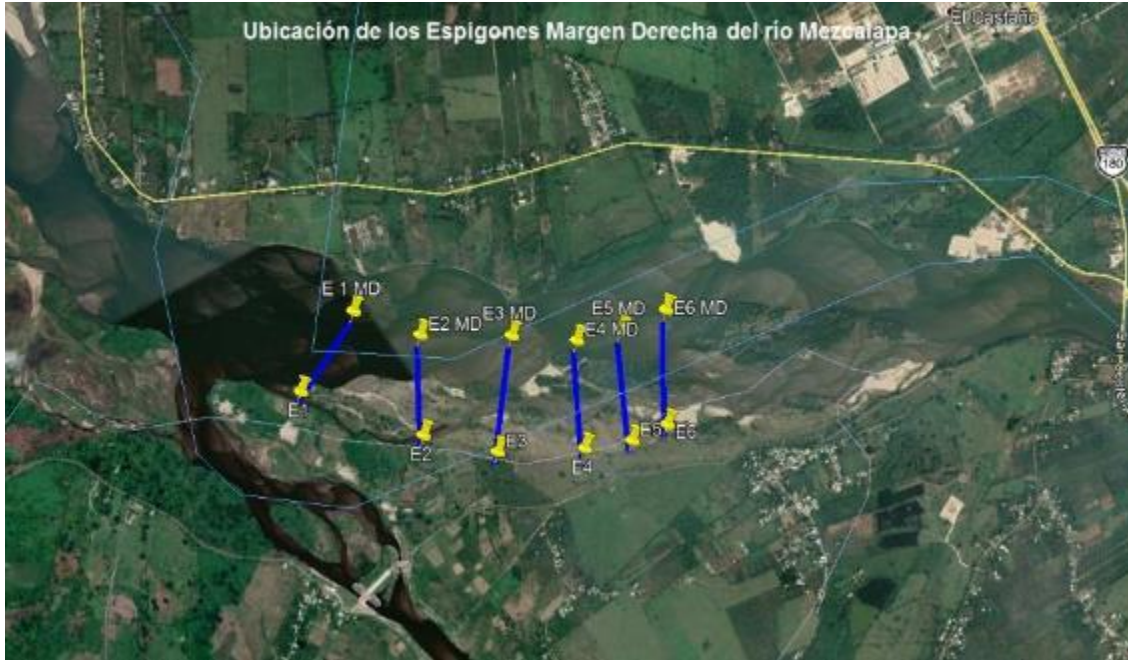 Ubicación de los Espigones Margen Derecha del río Mezcalapa
El Castaño
180
E 1 MD
E2 MD
E3 MD
E4 MD
E5 MD
E6 MD
E1
E2
E3
E4
E5
E6